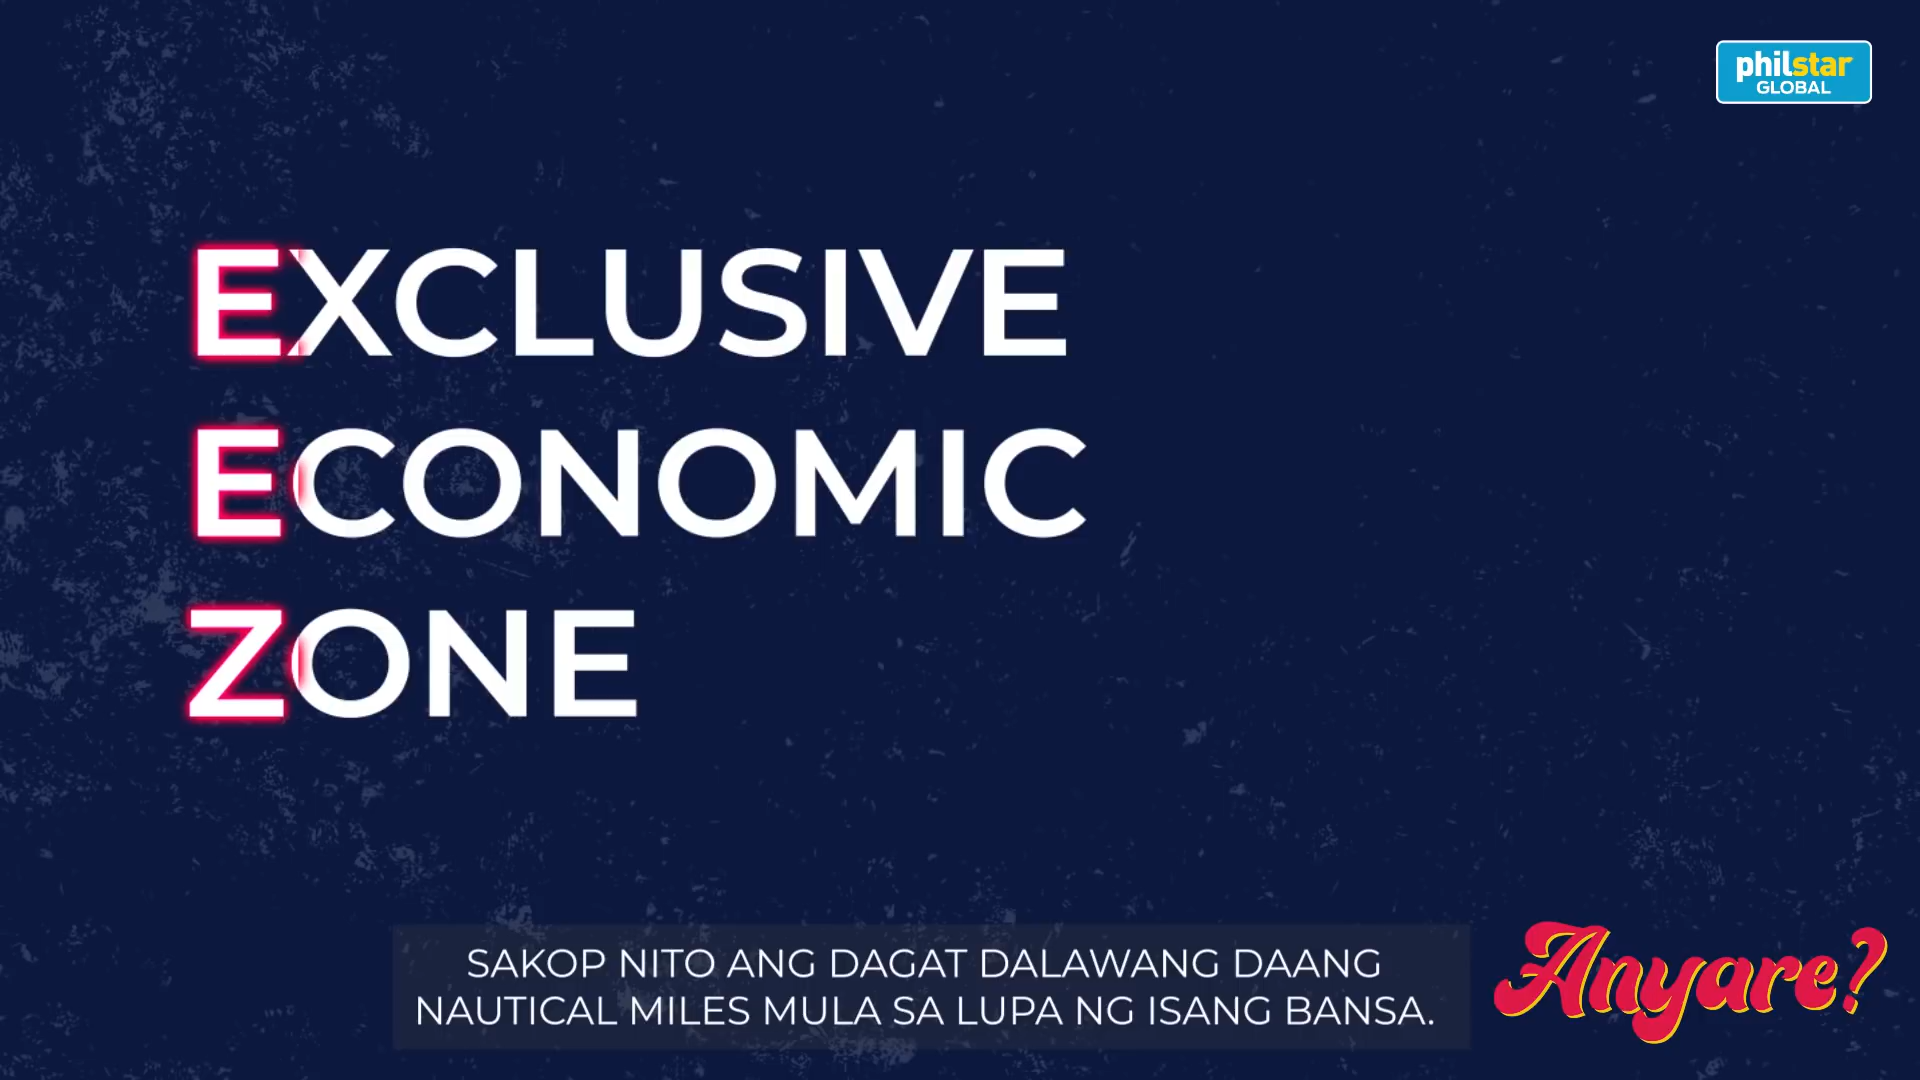 philstar
GLOBAL
EXCLUSIVE
ECONOMIC
ZONE
SAKOP NITO ANG DAGAT DALAWANG DAANG
NAUTICAL MILES MULA SA LUPA NG ISANG BANSA.
Anyare?